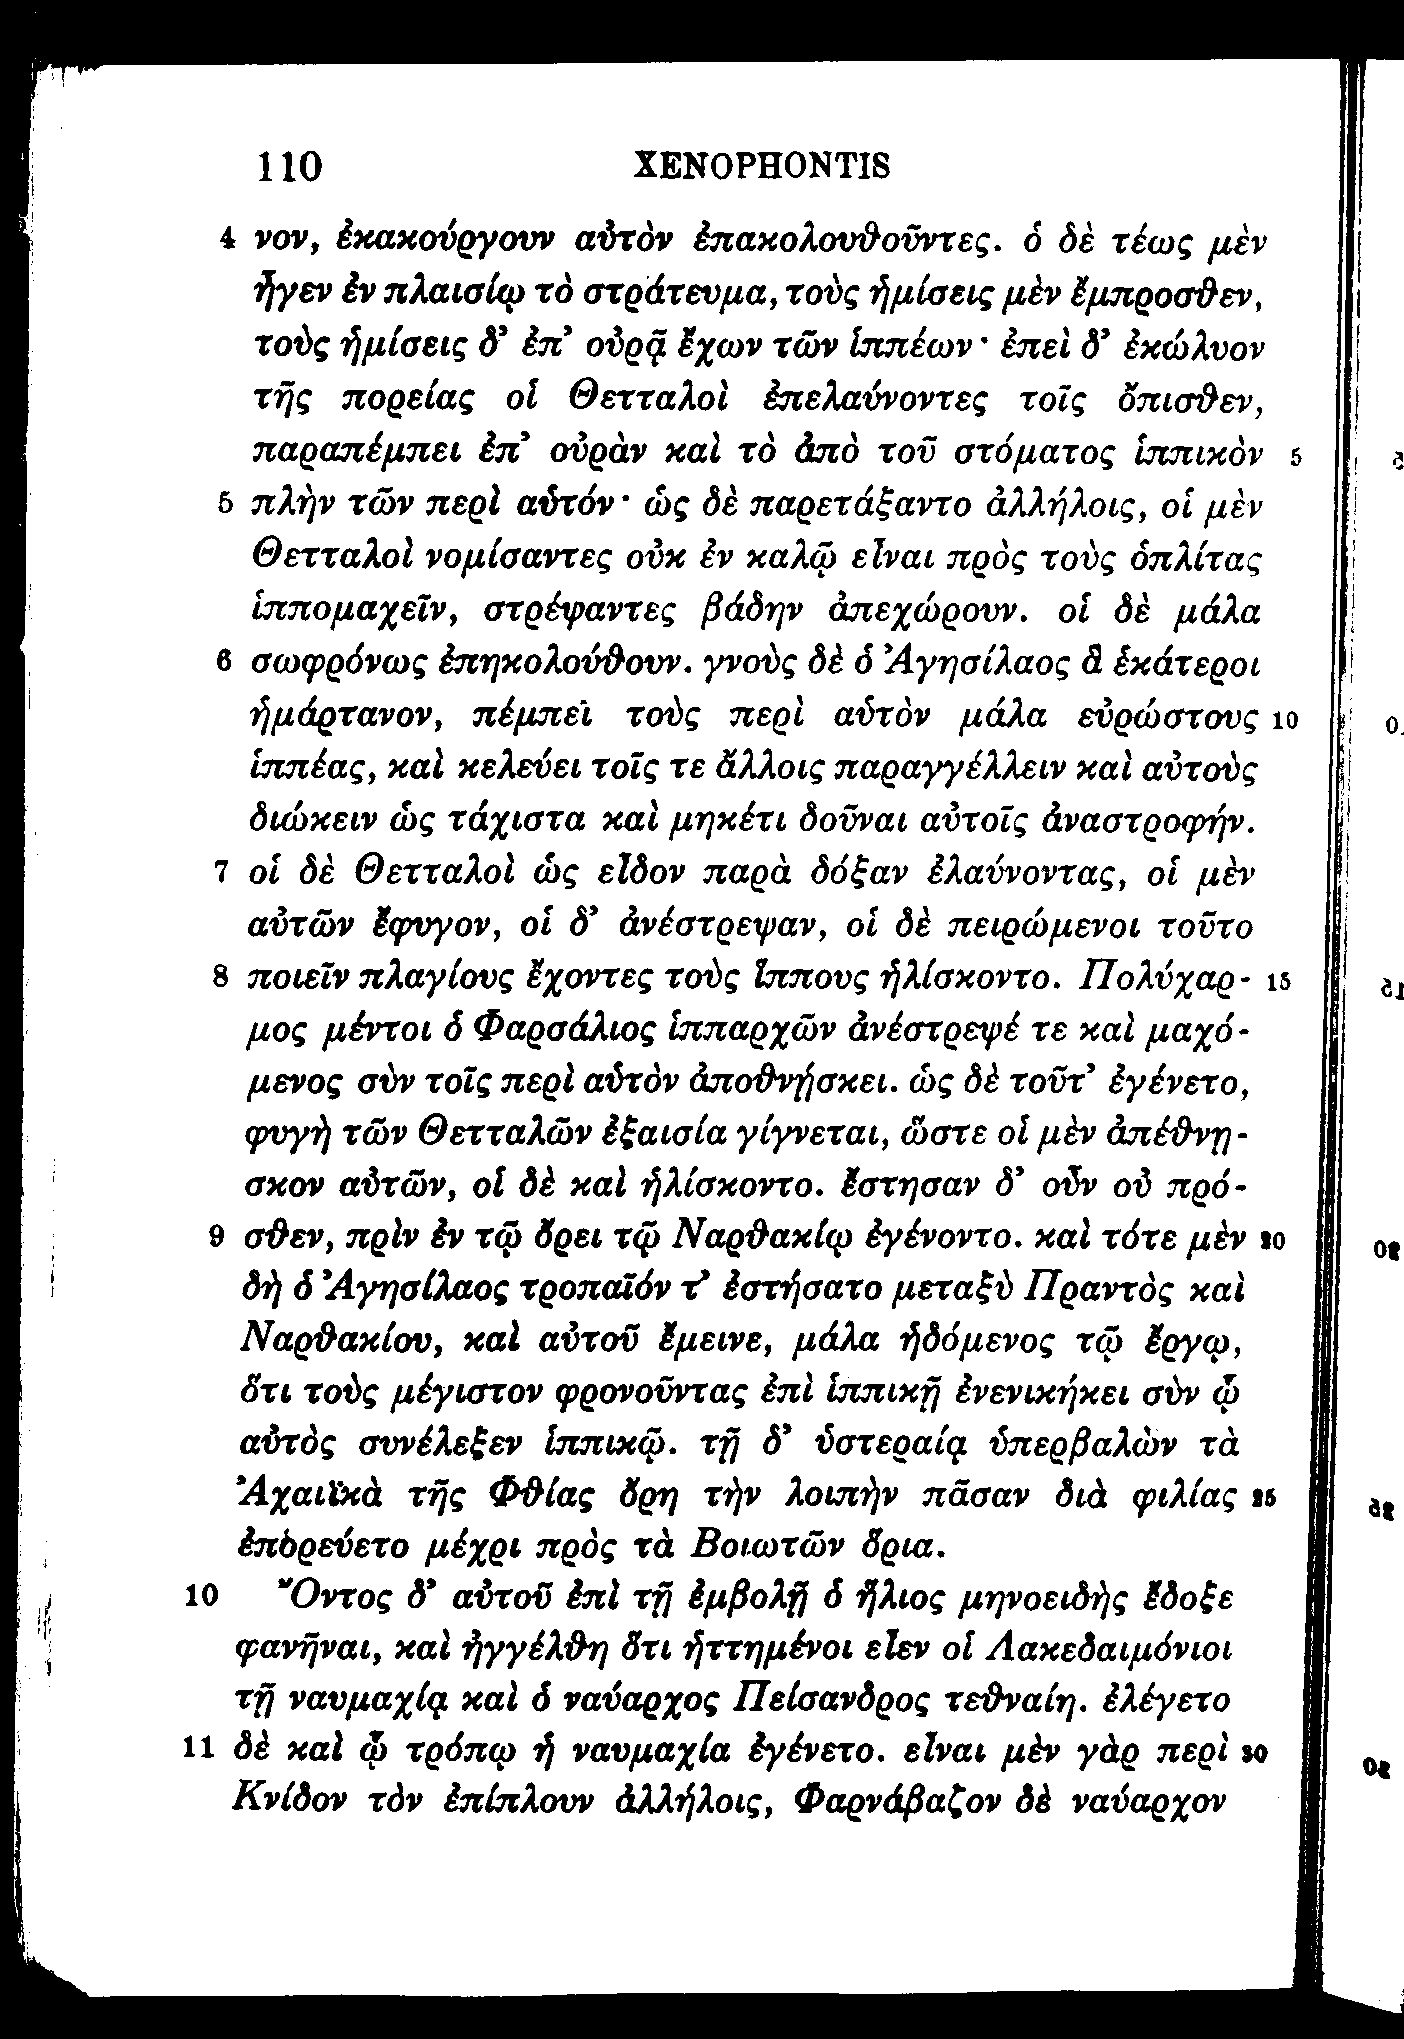 110 XENOPHONTIS
4 νον, ἐκακούργουν αὐτὸν ἐπακολουθοῦντες. ὁ δὲ τέως μὲν
ἦγεν ἐν πλαισίῳ τὸ στράτευμα, τοὺς ἡμίσεις μὲν ἔμπροσθεν,
τοὺς ἡμίσεις δ’ ἐπ’ οὐρᾷ ἔχων τῶν ἱππέων· ἐπεὶ δ’ ἐκώλυον
τῆς πορείας οἱ Θετταλοὶ ἐπελαύνοντες τοῖς ὄπισθεν,
παραπέμπει ἐπ’ οὐρὰν καὶ τὸ ἀπὸ τοῦ στόματος ἱππικὸν 5
5 πλὴν τῶν περὶ αὑτόν· ὡς δὲ παρετάξαντο ἀλλήλοις, οἱ μὲν
Θετταλοὶ νομίσαντες οὐκ ἐν καλῷ εἶναι πρὸς τοὺς ὁπλίτας
ἱππομαχεῖν, στρέψαντες βάδην ἀπεχώρουν. οἱ δὲ μάλα
6 σωφρόνως ἐπηκολούθουν. γνοὺς δὲ ὁ Ἀγησίλαος ἃ ἑκάτεροι
ἡμάρτανον, πέμπει τοὺς περὶ αὑτὸν μάλα εὐρώστους 10
ἱππέας, καὶ κελεύει τοῖς τε ἄλλοις παραγγέλλειν καὶ αὐτοὺς
διώκειν ὡς τάχιστα καὶ μηκέτι δοῦναι αὐτοῖς ἀναστροφήν.
7 οἱ δὲ Θετταλοὶ ὡς εἶδον παρὰ δόξαν ἐλαύνοντας, οἱ μὲν
αὐτῶν ἔφυγον, οἱ δ’ ἀνέστρεψαν, οἱ δὲ πειρώμενοι τοῦτο
8 ποιεῖν πλαγίους ἔχοντες τοὺς ἵππους ἡλίσκοντο. Πολύχαρ- 15
μος μέντοι ὁ Φαρσάλιος ἱππαρχῶν ἀνέστρεψέ τε καὶ μαχό-
μενος σὺν τοῖς περὶ αὑτὸν ἀποθνῄσκει. ὡς δὲ τοῦτ’ ἐγένετο,
φυγὴ τῶν Θετταλῶν ἐξαισία γίγνεται, ὥστε οἱ μὲν ἀπέθνῃ-
σκον αὐτῶν, οἱ δὲ καὶ ἡλίσκοντο. ἔστησαν δ’ οὖν οὐ πρό-
9 σθεν, πρὶν ἐν τῷ ὄρει τῷ Ναρθακίῳ ἐγένοντο. καὶ τότε μὲν 20
δὴ ὁ Ἀγησίλαος τροπαῖόν τ’ ἐστήσατο μεταξὺ Πραντὸς καὶ
Ναρθακίου, καὶ αὐτοῦ ἔμεινε, μάλα ἡδόμενος τῷ ἔργῳ,
ὅτι τοὺς μέγιστον φρονοῦντας ἐπὶ ἱππικῇ ἐνενικήκει σὺν ᾧ
αὐτὸς συνέλεξεν ἱππικῷ. τῇ δ’ ὑστεραίᾳ ὑπερβαλὼν τὰ
Ἀχαιϊκὰ τῆς Φθίας ὄρη τὴν λοιπὴν πᾶσαν διὰ φιλίας 25
ἐπορεύετο μέχρι πρὸς τὰ Βοιωτῶν ὅρια.
10 Ὄντος δ’ αὐτοῦ ἐπὶ τῇ ἐμβολῇ ὁ ἥλιος μηνοειδὴς ἔδοξε
φανῆναι, καὶ ἠγγέλθη ὅτι ἡττημένοι εἶεν οἱ Λακεδαιμόνιοι
τῇ ναυμαχίᾳ καὶ ὁ ναύαρχος Πείσανδρος τεθναίη. ἐλέγετο
11 δὲ καὶ ᾧ τρόπῳ ἡ ναυμαχία ἐγένετο. εἶναι μὲν γὰρ περὶ 30
Κνίδον τὸν ἐπίπλουν ἀλλήλοις, Φαρνάβαζον δὲ ναύαρχον